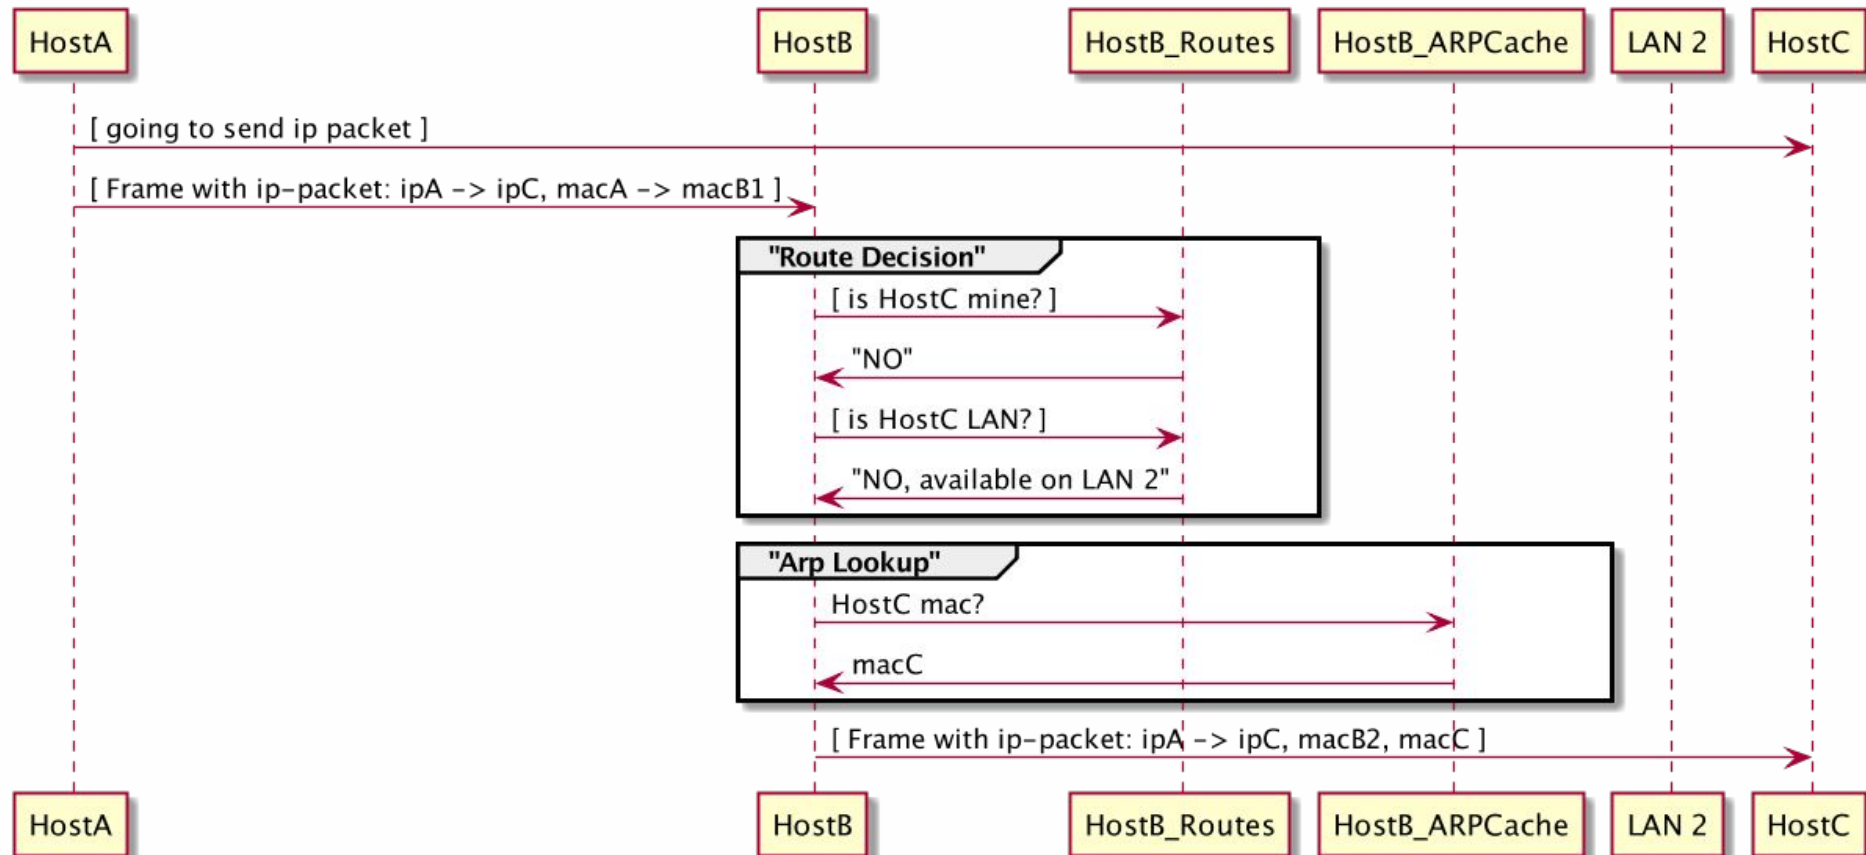 HostA HostB HostB_Routes HostB_ARPCache LAN 2 HostC
[ going to send ip packet ]
[ Frame with ip-packet: ipA -> ipC, macA -> macB1 ]
"Route Decision"
[ is HostC mine? ]
"NO"
[ is HostC LAN? ]
"NO, available on LAN 2"
"Arp Lookup"
HostC mac?
macC
[ Frame with ip-packet: ipA -> ipC, macB2, macC ]
HostA HostB HostB_Routes HostB_ARPCache LAN 2 HostC